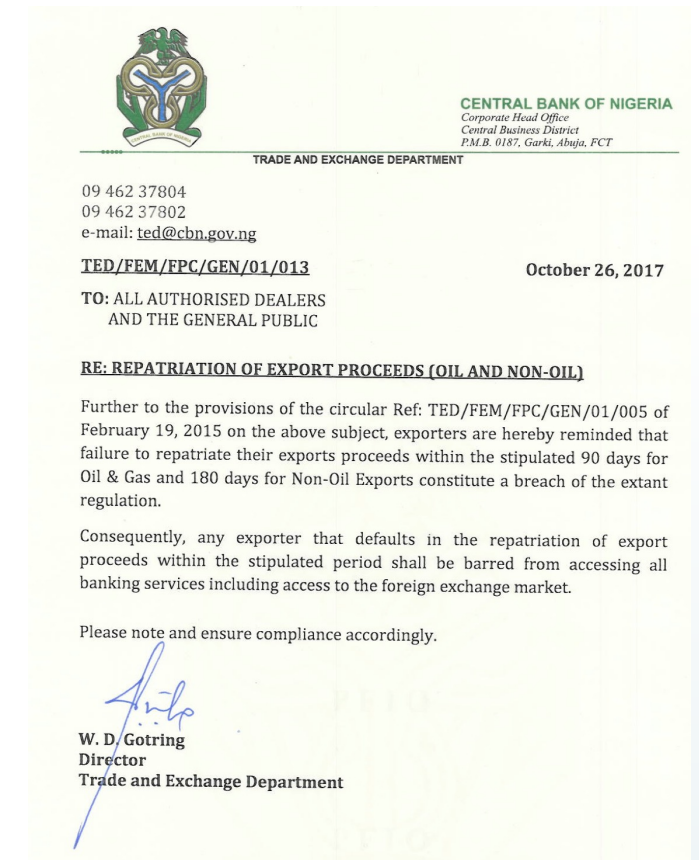 CENTRAL BANK OF NIGERIA
CENTRAL BANK OF NIGERIA
Corporate Head Office
Central Business District
P.M.B. 0187, Garki, Abuja, FCT
TRADE AND EXCHANGE DEPARTMENT
09 462 37804
09 462 37802
e-mail: ted@cbn.gov.ng
TED/FEM/FPC/GEN/01/013 October 26, 2017
TO: ALL AUTHORISED DEALERS
AND THE GENERAL PUBLIC
RE: REPATRIATION OF EXPORT PROCEEDS (OIL AND NON-OIL)
Further to the provisions of the circular Ref: TED/FEM/FPC/GEN/01/005 of
February 19, 2015 on the above subject, exporters are hereby reminded that
failure to repatriate their exports proceeds within the stipulated 90 days for
Oil & Gas and 180 days for Non-Oil Exports constitute a breach of the extant
regulation.
Consequently, any exporter that defaults in the repatriation of export
proceeds within the stipulated period shall be barred from accessing all
banking services including access to the foreign exchange market.
Please note and ensure compliance accordingly.
W. D. Gotring
Director
Trade and Exchange Department